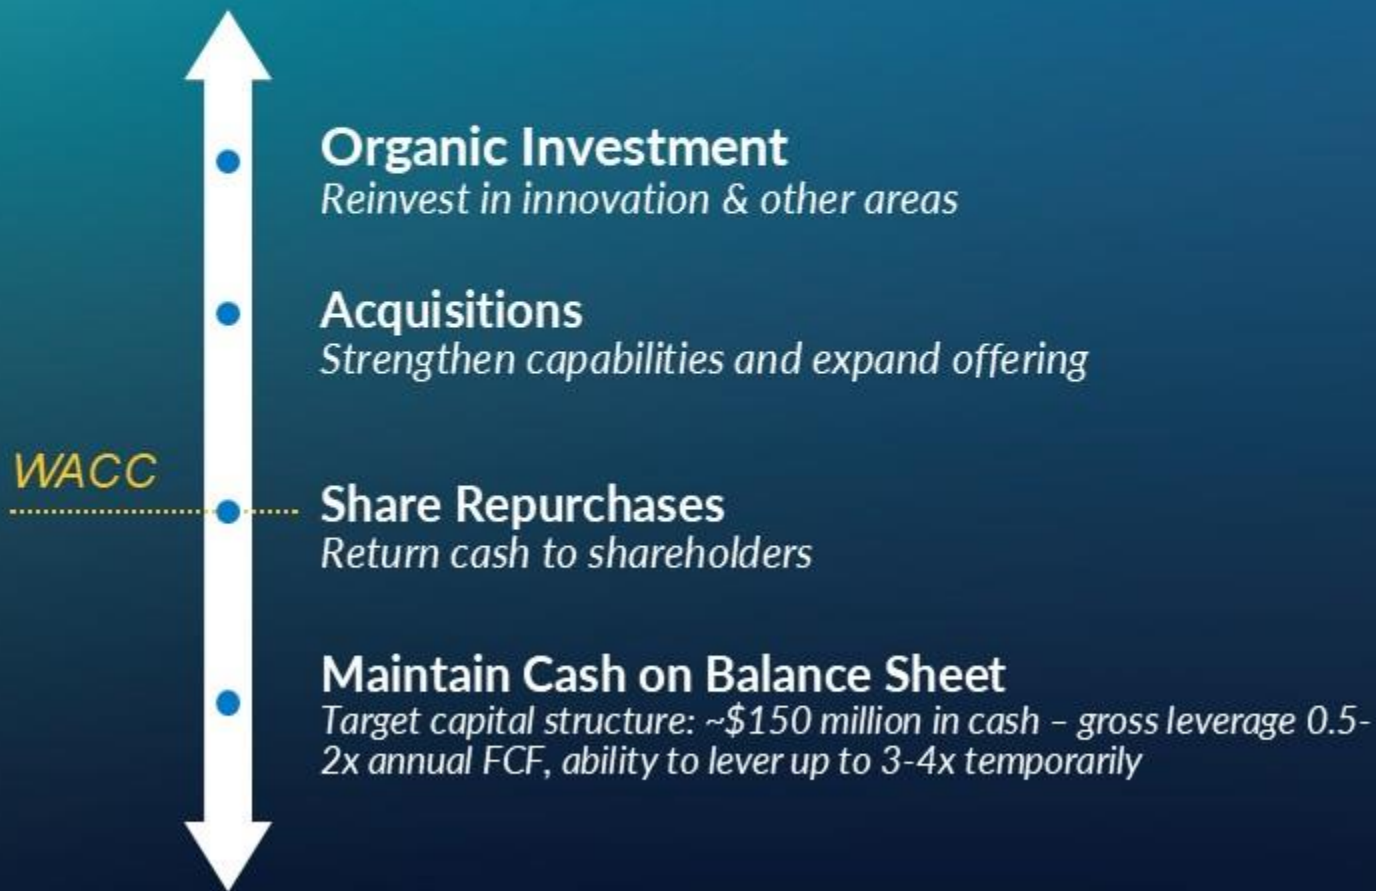 Organic Investment
Reinvest in innovation & other areas
Acquisitions
Strengthen capabilities and expand offering
WACC
Share Repurchases
Return cash to shareholders
Maintain Cash on Balance Sheet
Target capital structure: ~$150 million in cash – gross leverage 0.5-
2x annual FCF, ability to lever up to 3-4x temporarily